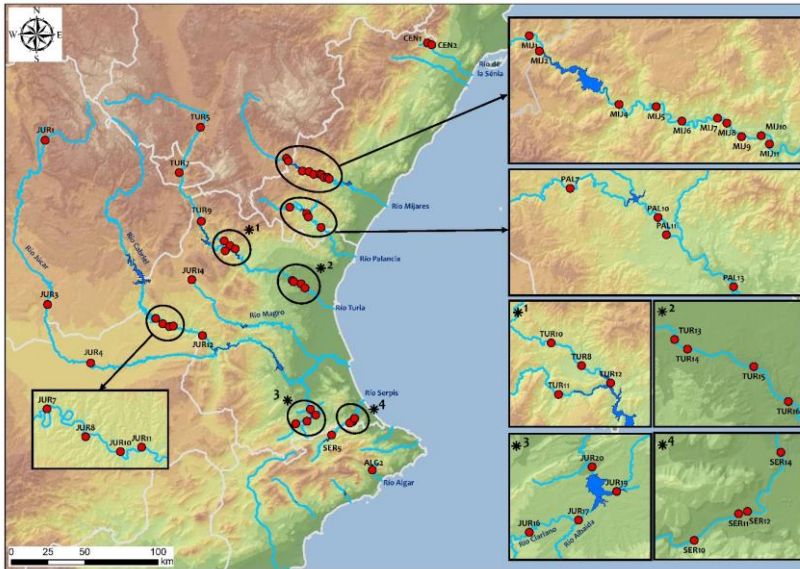 N
W E
S
CEN1 CEN2
Río de
la Sénia
TUR5
JUR1
TUR7
TUR9
Río Mijares
Río Palancia
Río Turia
Río Júcar
Río Cabriel
JUR14
Río Magro
JUR3
JUR4
JUR12
Río Serpis
SER5
ALG2
Río Algar
* 1
* 2
3 *
4
*
MIJ1
MIJ2
MIJ4
MIJ5
MIJ6
MIJ7
MIJ8
MIJ9
MIJ10
MIJ11
PAL7
PAL10
PAL11
PAL13
* 1
TUR10
TUR8
TUR12
TUR11
* 2
TUR13
TUR14
TUR15
TUR16
* 3
JUR20
JUR19
JUR17
JUR16
Río Clariano
Río Albaida
* 4
SER14
SER12
SER11
SER10
JUR7
JUR8
JUR10
JUR11
0 25 50 100
km